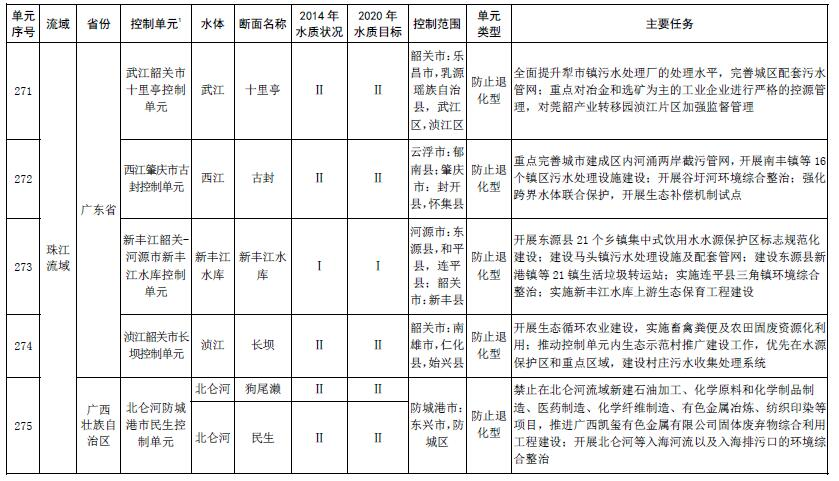 单元
序号
流域
省份
控制单元¹
水体
断面名称
2014 年
水质状况
2020 年
水质目标
控制范围
单元
类型
主要任务
珠江
流域
广东省
271
武江韶关市
十里亭控制
单元
武江
十里亭
Ⅱ
Ⅱ
韶关市：乐
昌市，乳源
瑶族自治
县，武江
区，浈江区
防止退
化型
全面提升犁市镇污水处理厂的处理水平，完善城区配套污水
管网；重点对冶金和选矿为主的工业企业进行严格的控源管
理，对莞韶产业转移园浈江片区加强监督管理
272
西江肇庆市古
封控制单元
西江
古封
Ⅱ
Ⅱ
云浮市：郁
南县；肇庆
市：封开
县，怀集县
防止退
化型
重点完善城市建成区内河涌两岸截污管网，开展南丰镇等 16
个镇区污水处理设施建设；开展谷圩河环境综合整治；强化
跨界水体联合保护，开展生态补偿机制试点
273
新丰江韶关-
河源市新丰
江水库控制
单元
新丰江
水库
新丰江水
库
Ⅰ
Ⅰ
河源市：东
源县，和平
县，连平
县；韶关
市：新丰县
防止退
化型
开展东源县 21 个乡镇集中式饮用水水源保护区标志规范化
建设；建设马头镇污水处理设施及配套管网；建设东源县新
港镇等 21 镇生活垃圾转运站；实施连平县三角镇环境综合
整治；实施新丰江水库上游生态保育工程建设
274
浈江韶关市长
坝控制单元
浈江
长坝
Ⅱ
Ⅱ
韶关市：南
雄市，仁化
县，始兴县
防止退
化型
开展生态循环农业建设，实施畜禽粪便及农田固废资源化利
用；推动控制单元内生态示范村推广建设工作，优先在水源
保护区和重点区域，建设村庄污水收集处理系统
275
广西
壮族自
治区
北仑河防城
港市民生控
制单元
北仑河
狗尾濑
Ⅱ
Ⅱ
北仑河
民生
Ⅱ
Ⅱ
防城港市：
东兴市，防
城区
防止退
化型
禁止在北仑河流域新建石油加工、化学原料和化学制品制
造、医药制造、化学纤维制造、有色金属冶炼、纺织印染等
项目，推进广西凯玺有色金属有限公司固体废弃物综合利用
工程建设；开展北仑河等入海河流以及入海排污口的环境综
合整治